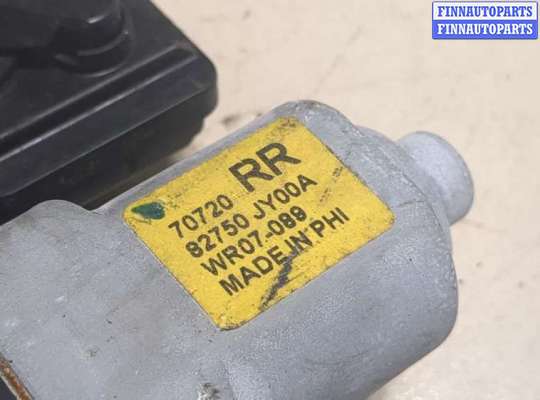 FINNAUTOPARTS
FINNAUTOPARTS
70720 RR
82750 JY00A
WR07-089
MADE IN PHI